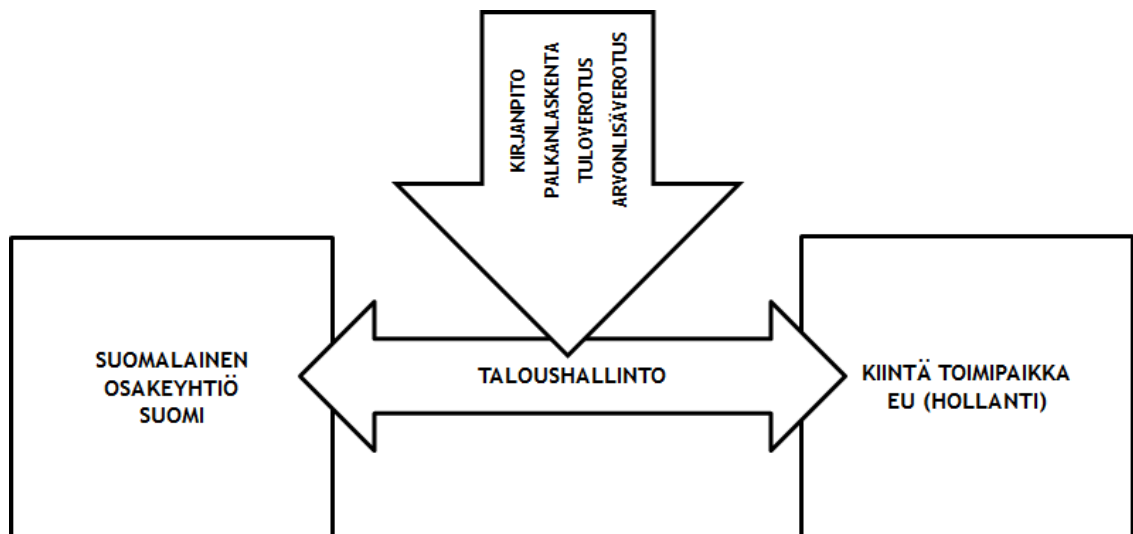 KIRJANPITO
PALKANLASKENTA
TULOVEROTUS
ARVONLISÄVEROTUS
SUOMALAINEN
OSAKEYHTIÖ
SUOMI
TALOUSHALLINTO
KIINTÄ TOIMIPAIKKA
EU (HOLLANTI)